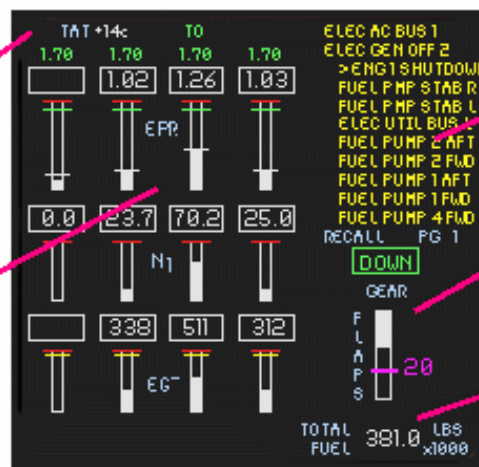 TAT +14c TO
1.70 1.70 1.70 1.70
1.02 1.26 1.03
EPR
0.0 23.7 70.2 25.0
N1
338 511 312
EG
ELEC AC BUS 1
ELEC GEN OFF 2
>ENG 1 SHUTDOW
FUEL PMP STAB R
FUEL PMP STAB L
ELEC UTIL BUS L
FUEL PUMP 2 AFT
FUEL PUMP 2 FWD
FUEL PUMP 1 AFT
FUEL PUMP 1 FWD
FUEL PUMP 4 FWD
RECALL PG 1
DOWN
GEAR
FLAPS
20
TOTAL FUEL 381.0 LBS x1000